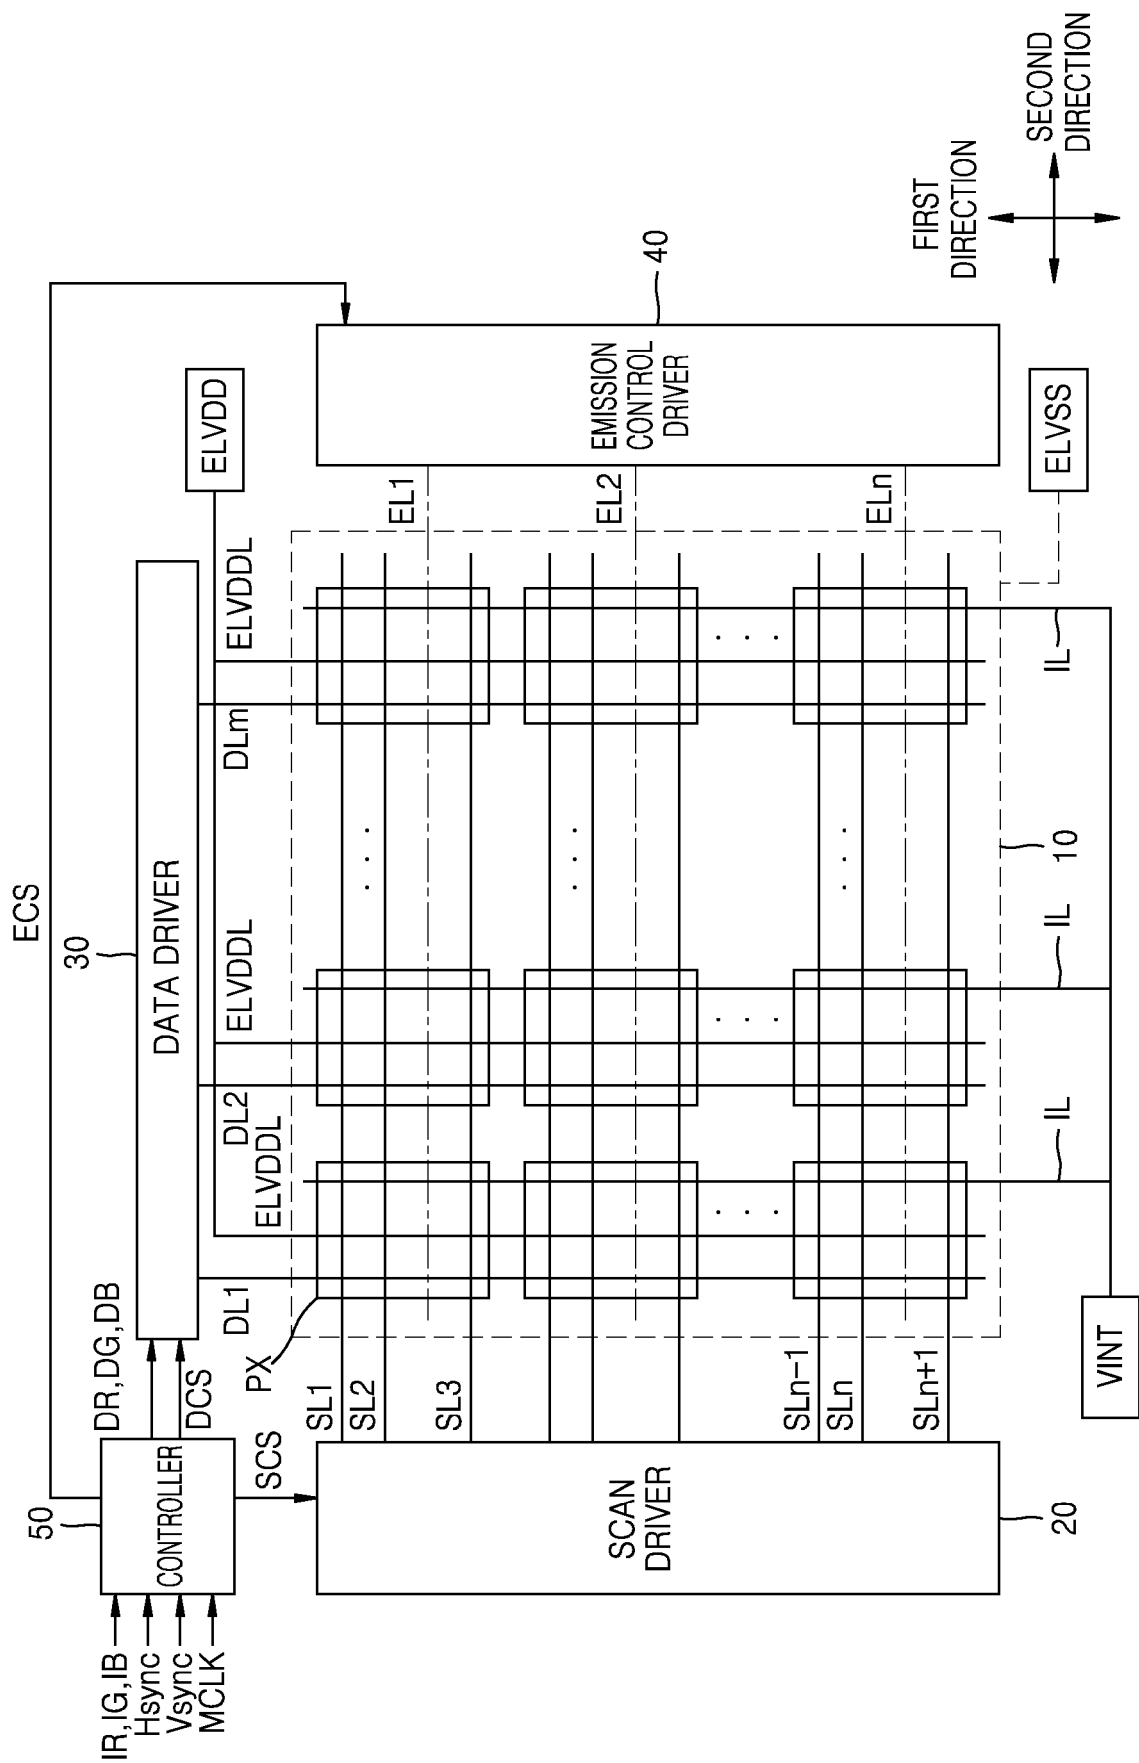 ECS
50
CONTROLLER
IR,IG,IB
Hsync
Vsync
MCLK
DR,DG,DB
DCS
SCS
30
DATA DRIVER
ELVDD
DL1
ELVDDL
DL2
ELVDDL
DLm
ELVDDL
PX
SL1
SL2
SL3
SLn-1
SLn
SLn+1
SCAN
DRIVER
20
EL1
EL2
ELn
EMISSION
CONTROL
DRIVER
40
10
IL
IL
IL
VINT
ELVSS
FIRST
DIRECTION
SECOND
DIRECTION